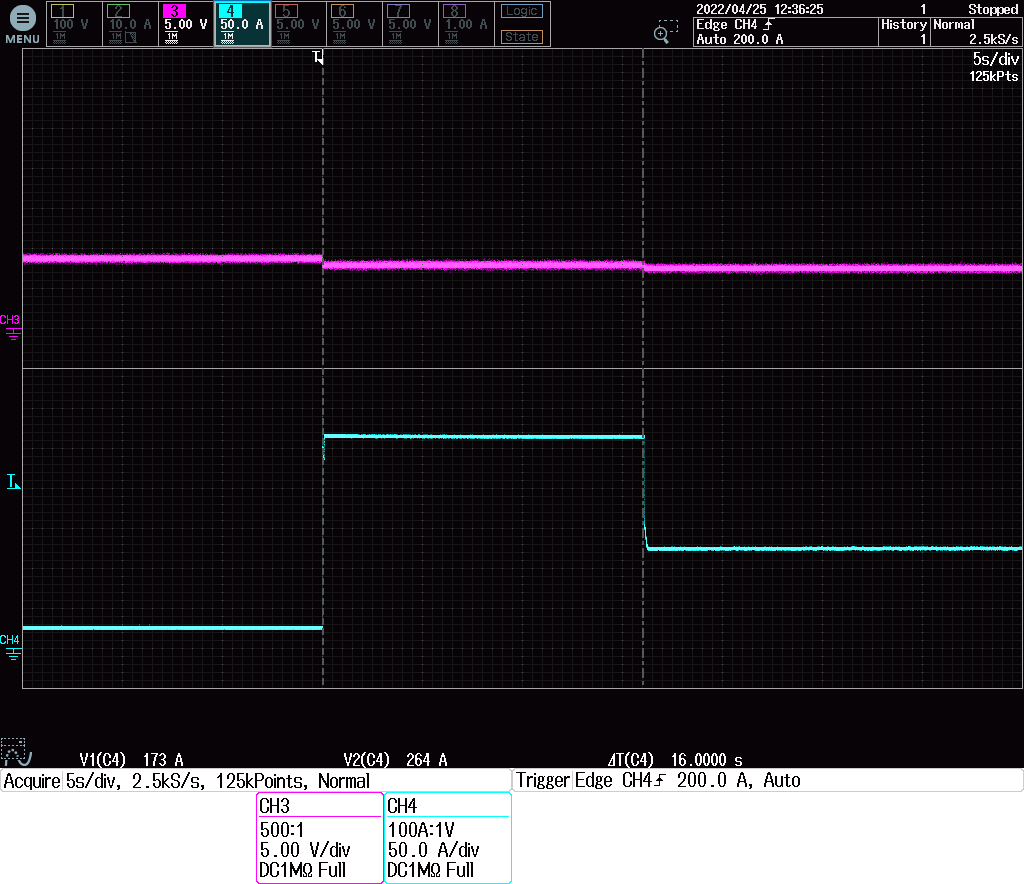 MENU
1 2 3 4 5 6 7 8 Logic
100 V 10.0 A 5.00 V 50.0 A 5.00 V 5.00 V 5.00 V 1.00 A State
1M 1M 1M 1M 1M 1M 1M 1M
2022/04/25 12:36:25 1 Stopped
Edge CH4 History Normal
Auto 200.0 A 1 2.5kS/s
T 5s/div
125kPts
CH3
T
CH4
V1(C4) 173 A V2(C4) 264 A ΔT(C4) 16.0000 s
Acquire 5s/div, 2.5kS/s, 125kPoints, Normal Trigger Edge CH4 200.0 A, Auto
CH3 CH4
500:1 100A:1V
5.00 V/div 50.0 A/div
DC1MΩ Full DC1MΩ Full